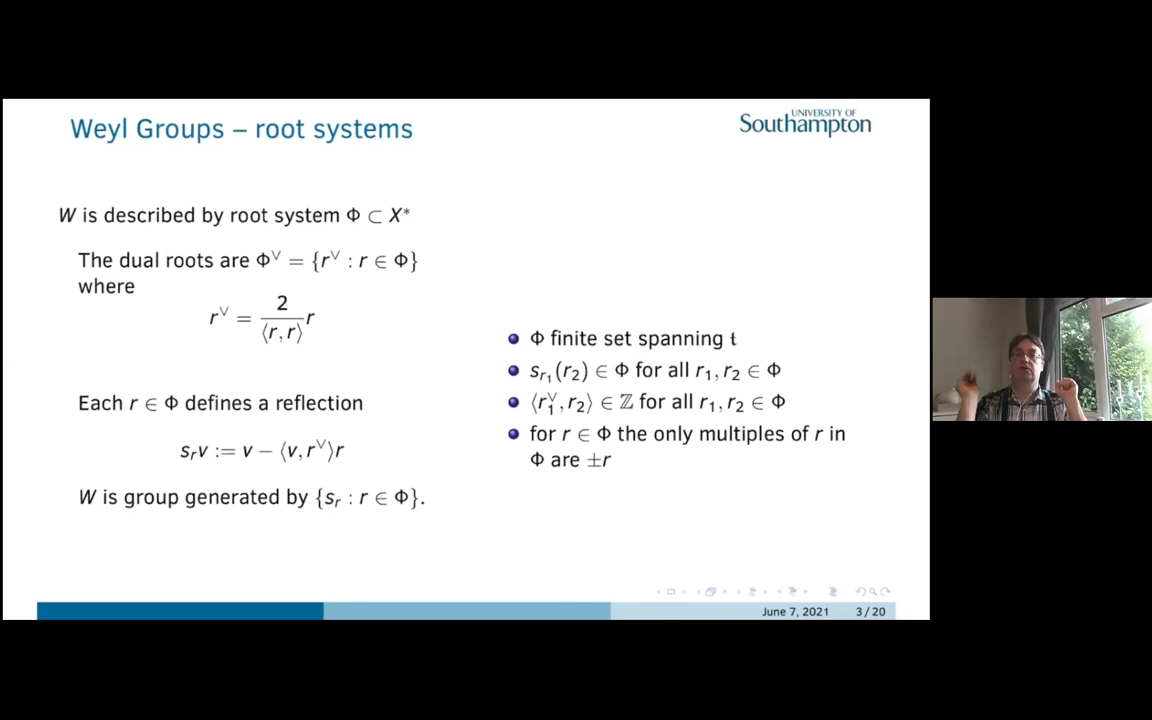 Weyl Groups – root systems
UNIVERSITY OF
Southampton
W is described by root system Φ ⊂ X*
The dual roots are Φ^∨ = {r^∨ : r ∈ Φ}
where
r^∨ = 2/⟨r, r⟩ r
Each r ∈ Φ defines a reflection
s_r v := v − ⟨v, r^∨⟩r
W is group generated by {s_r : r ∈ Φ}.
Φ finite set spanning 𝔱
s_{r_1}(r_2) ∈ Φ for all r_1, r_2 ∈ Φ
⟨r_1^∨, r_2⟩ ∈ ℤ for all r_1, r_2 ∈ Φ
for r ∈ Φ the only multiples of r in
Φ are ±r
June 7, 2021 3 / 20